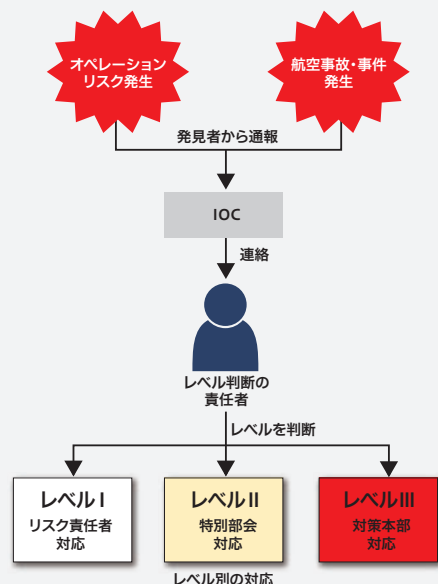 オペレーション
リスク発生
航空事故・事件
発生
発見者から通報
IOC
連絡
レベル判断の
責任者
レベルを判断
レベルⅠ
リスク責任者
対応
レベルⅡ
特別部会
対応
レベルⅢ
対策本部
対応
レベル別の対応